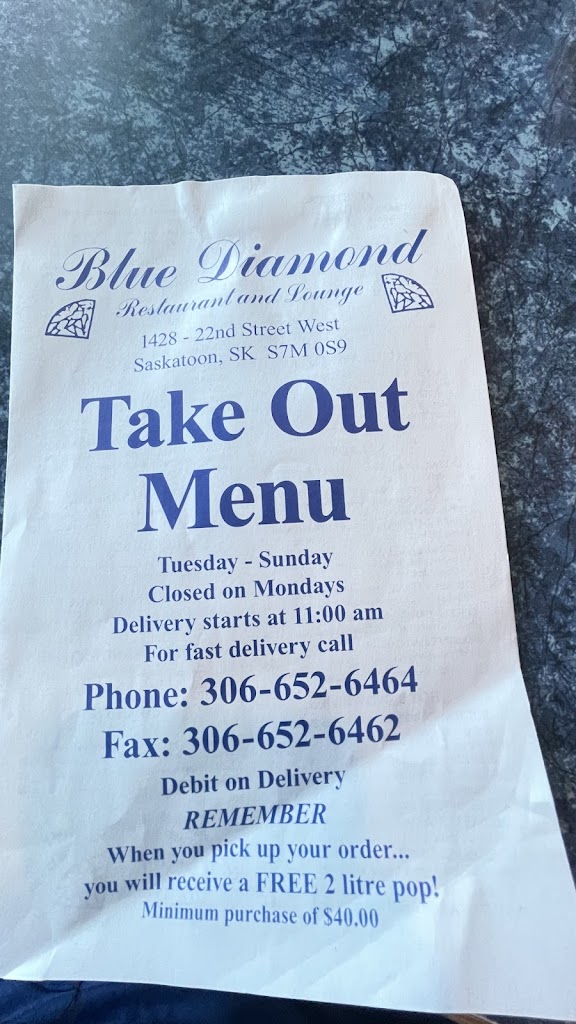 Blue Diamond
Restaurant and Lounge
1428 - 22nd Street West
Saskatoon, SK S7M 0S9
Take Out
Menu
Tuesday - Sunday
Closed on Mondays
Delivery starts at 11:00 am
For fast delivery call
Phone: 306-652-6464
Fax: 306-652-6462
Debit on Delivery
REMEMBER
When you pick up your order...
you will receive a FREE 2 litre pop!
Minimum purchase of $40.00